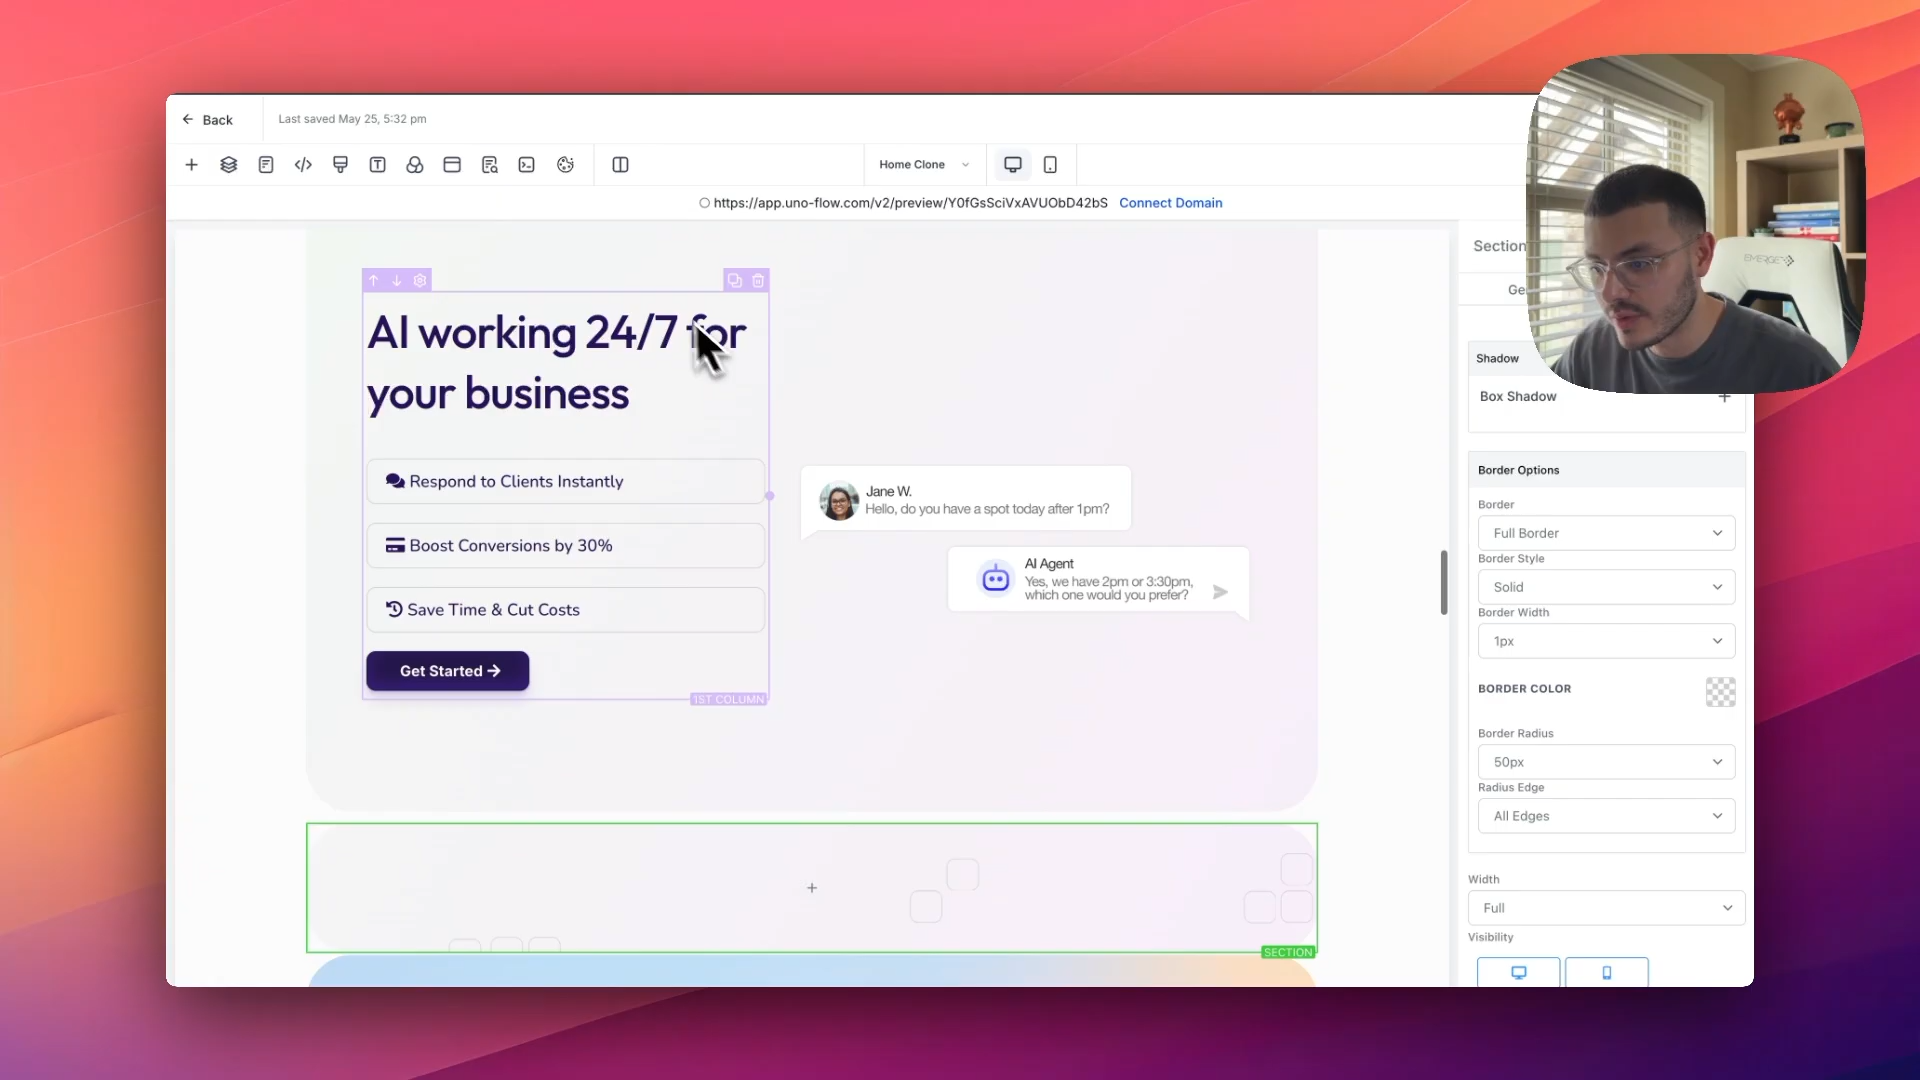 Back
Last saved May 25, 5:32 pm
Home Clone
https://app.uno-flow.com/v2/preview/Y0fGsSciVxAVUObD42bS Connect Domain
AI working 24/7 for
your business
Respond to Clients Instantly
Boost Conversions by 30%
Save Time & Cut Costs
Get Started
1ST COLUMN
Jane W.
Hello, do you have a spot today after 1pm?
AI Agent
Yes, we have 2pm or 3:30pm,
which one would you prefer?
SECTION
Section
Ge
Shadow
Box Shadow
Border Options
Border
Full Border
Border Style
Solid
Border Width
1px
BORDER COLOR
Border Radius
50px
Radius Edge
All Edges
Width
Full
Visibility
EMERGE